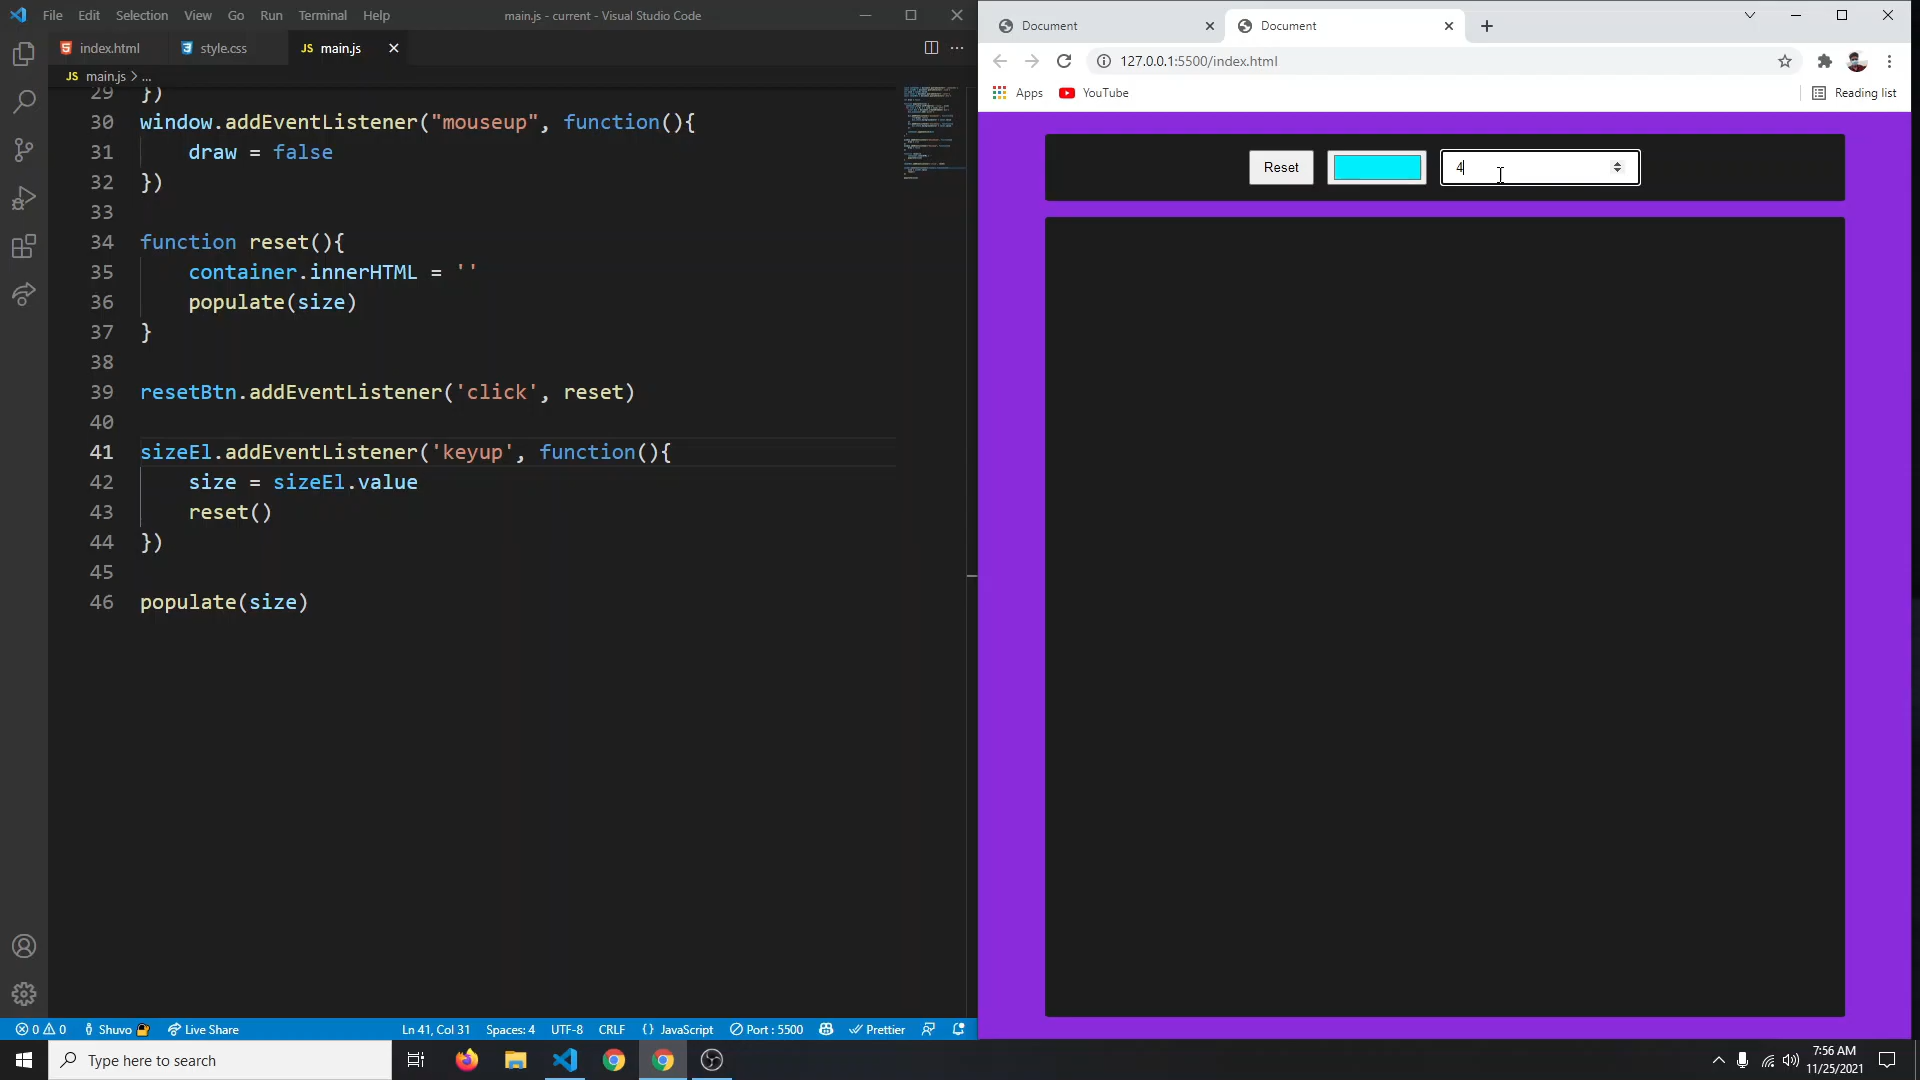 File Edit Selection View Go Run Terminal Help
main.js - current - Visual Studio Code
index.html
style.css
JS main.js
JS main.js > ...
29 })
30 window.addEventListener("mouseup", function(){
31 draw = false
32 })
33
34 function reset(){
35 container.innerHTML = ''
36 populate(size)
37 }
38
39 resetBtn.addEventListener('click', reset)
40
41 sizeEl.addEventListener('keyup', function(){
42 size = sizeEl.value
43 reset()
44 })
45
46 populate(size)
0 0 Shuvo Live Share Ln 41, Col 31 Spaces: 4 UTF-8 CRLF {} JavaScript Port : 5500 Prettier
Document
Document
127.0.0.1:5500/index.html
Apps YouTube Reading list
Reset 4
Type here to search
7:56 AM
11/25/2021